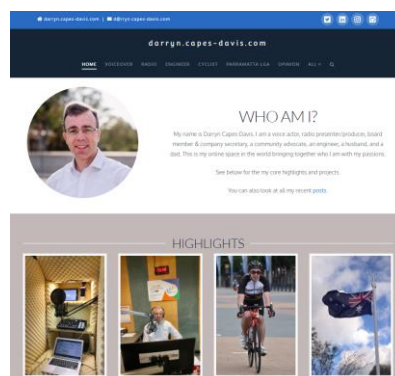 darryn.capes-davis.com | d@rryn.capes-davis.com
darryn.capes-davis.com
HOME VOICEOVER RADIO ENGINEER CYCLIST PARRAMATTA LGA OPINION ALL
WHO AM I?
My name is Darryn Capes-Davis. I am a voice actor, radio presenter/producer, board
member & company secretary, a community advocate, an engineer, a husband, and a
dad. This is my online space in the world bringing together who I am with my passions.
See below for the my core highlights and projects.
You can also look at all my recent posts.
HIGHLIGHTS